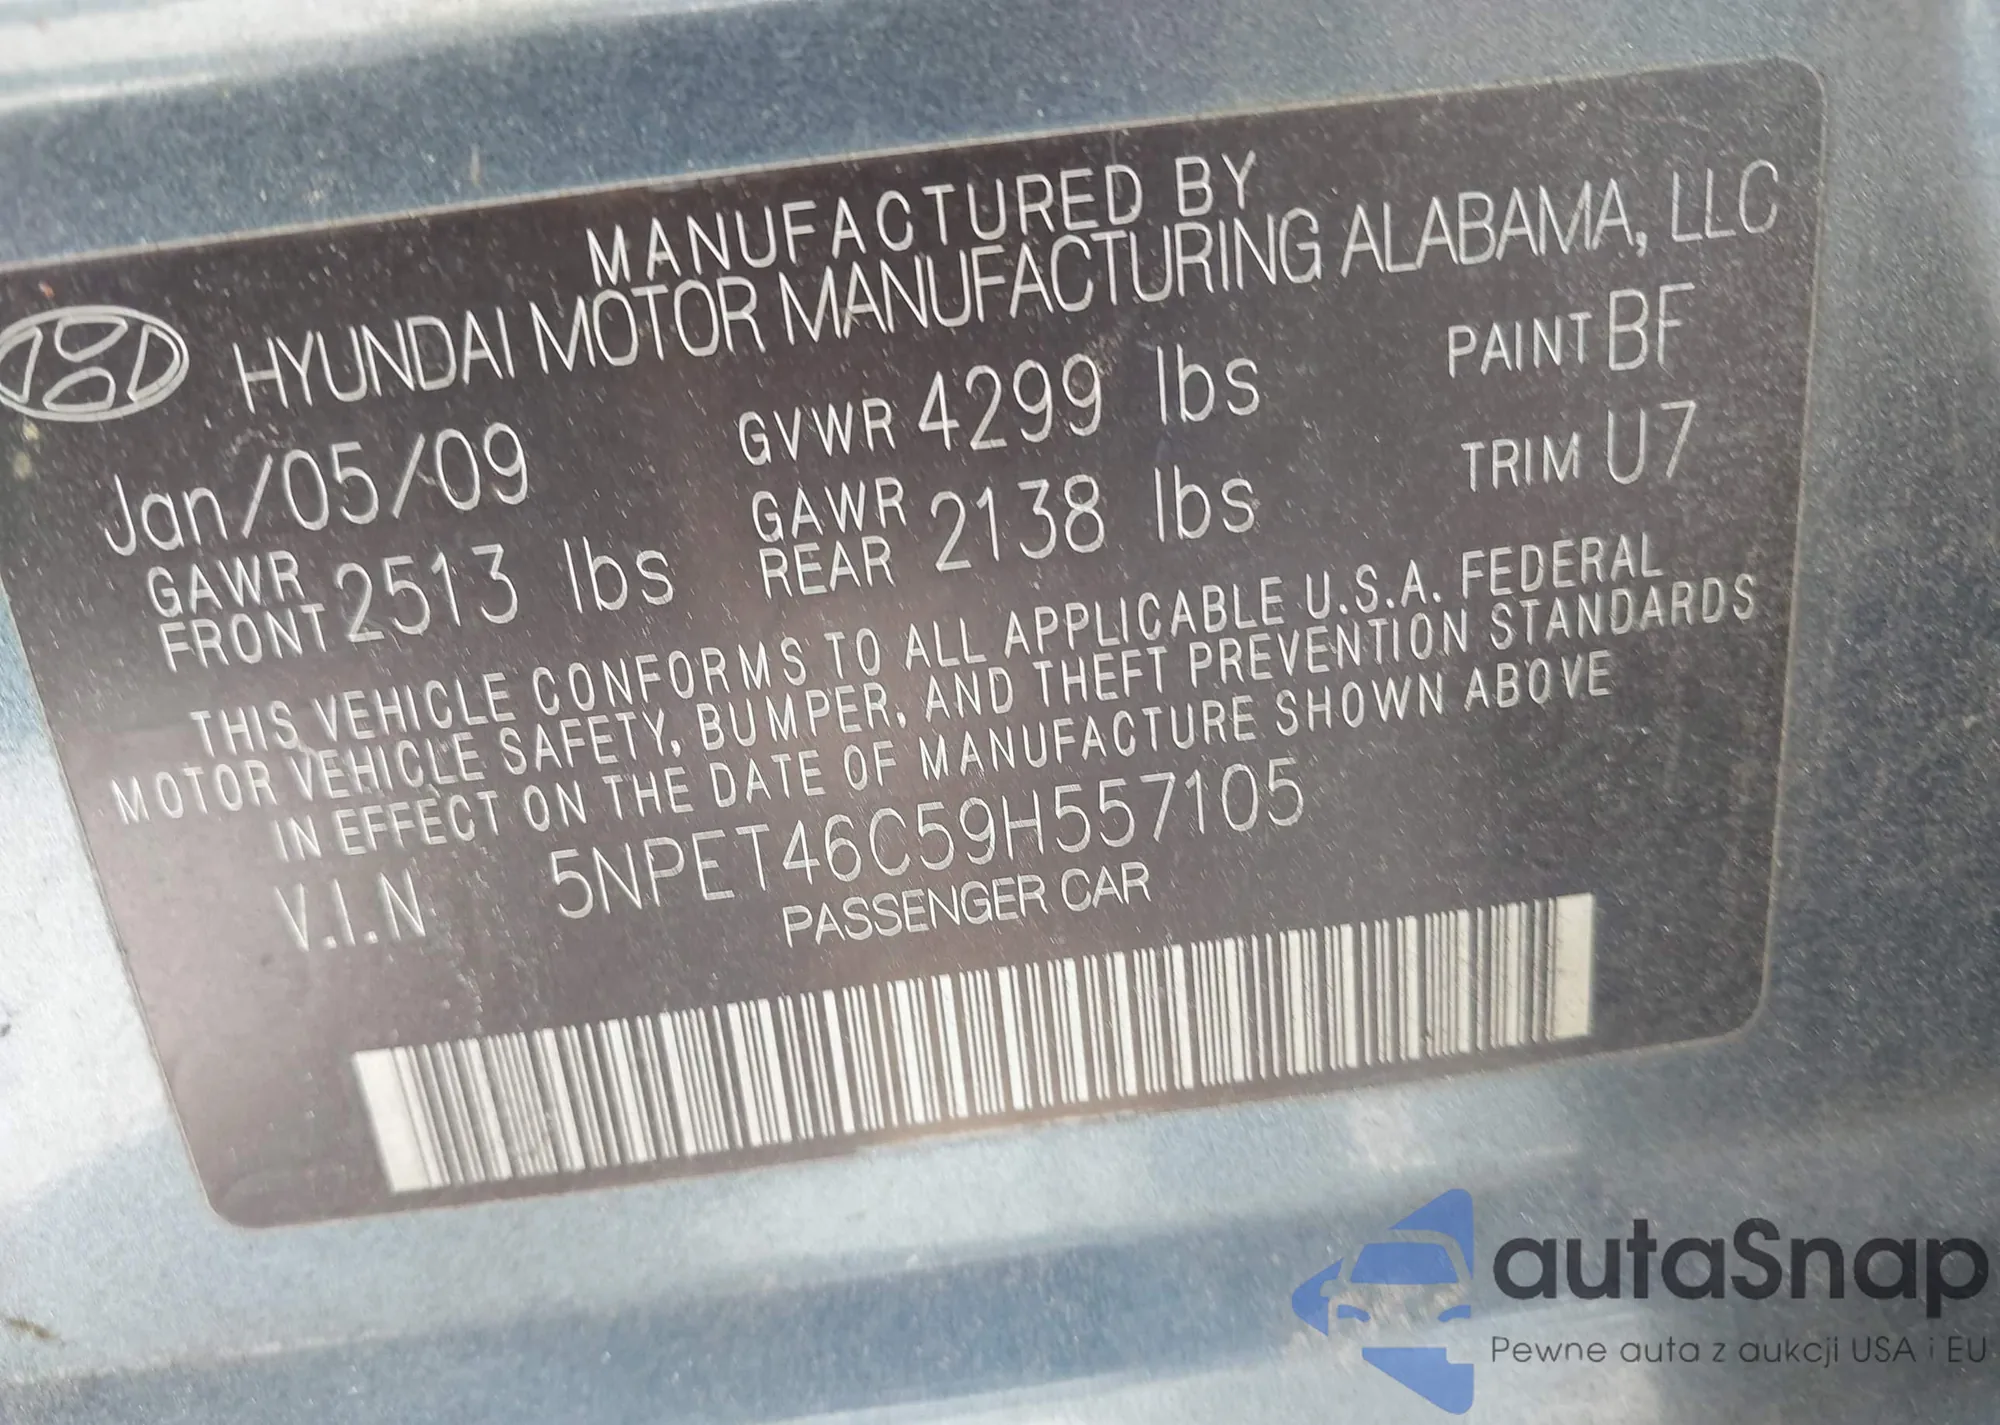 MANUFACTURED BY
HYUNDAI MOTOR MANUFACTURING ALABAMA, LLC
Jan/05/09 GVWR 4299 lbs PAINT BF
GAWR FRONT 2513 lbs GAWR REAR 2138 lbs TRIM U7
THIS VEHICLE CONFORMS TO ALL APPLICABLE U.S.A. FEDERAL
MOTOR VEHICLE SAFETY, BUMPER, AND THEFT PREVENTION STANDARDS
IN EFFECT ON THE DATE OF MANUFACTURE SHOWN ABOVE
V.I.N 5NPET46C59H557105
PASSENGER CAR
autaSnap
Pewne auta z aukcji USA i EU